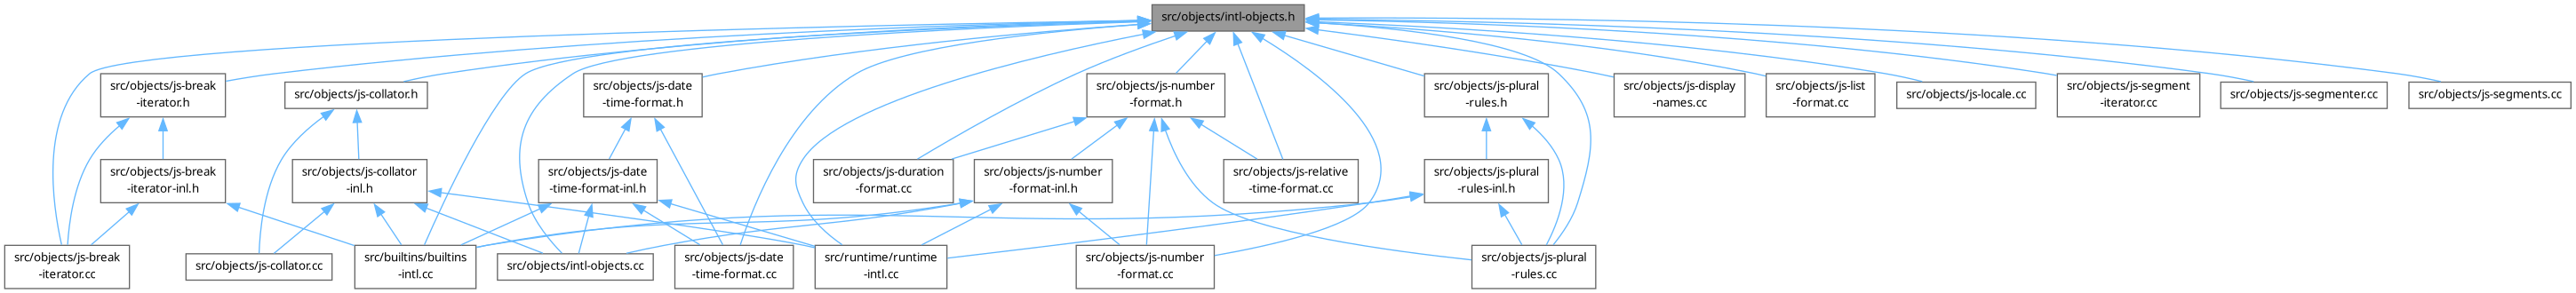 src/objects/intl-objects.h
src/objects/js-break
-iterator.h
src/objects/js-collator.h
src/objects/js-date
-time-format.h
src/objects/js-number
-format.h
src/objects/js-plural
-rules.h
src/objects/js-display
-names.cc
src/objects/js-list
-format.cc
src/objects/js-locale.cc
src/objects/js-segment
-iterator.cc
src/objects/js-segmenter.cc
src/objects/js-segments.cc
src/objects/js-break
-iterator-inl.h
src/objects/js-collator
-inl.h
src/objects/js-date
-time-format-inl.h
src/objects/js-duration
-format.cc
src/objects/js-number
-format-inl.h
src/objects/js-relative
-time-format.cc
src/objects/js-plural
-rules-inl.h
src/objects/js-break
-iterator.cc
src/objects/js-collator.cc
src/builtins/builtins
-intl.cc
src/objects/intl-objects.cc
src/objects/js-date
-time-format.cc
src/runtime/runtime
-intl.cc
src/objects/js-number
-format.cc
src/objects/js-plural
-rules.cc